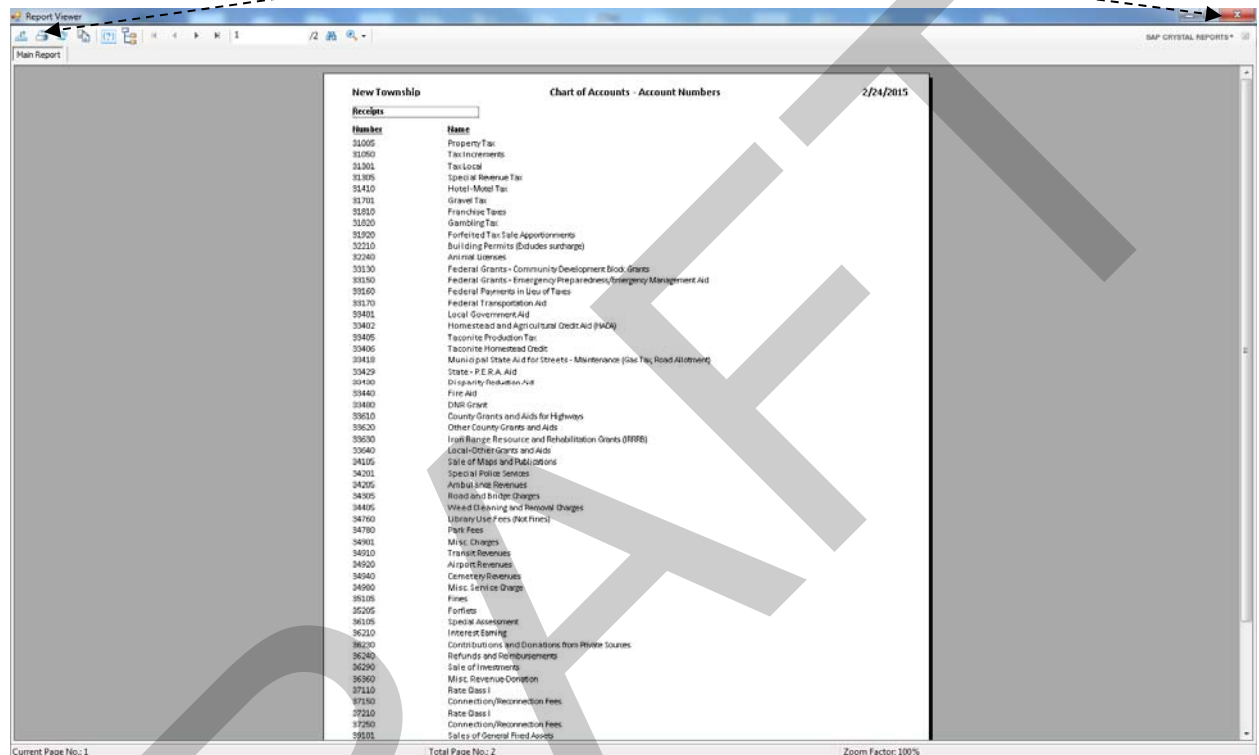 Report Viewer
1 /2
SAP CRYSTAL REPORTS®
Main Report
New Township Chart of Accounts - Account Numbers 2/24/2015
Receipts
Number Name
31005 Property Tax
31050 Tax Increments
31301 Tax Local
31305 Special Revenue Tax
31410 Hotel-Motel Tax
31701 Gravel Tax
31810 Franchise Taxes
31820 Gambling Tax
31920 Forfeited Tax Sale Apportionments
32210 Building Permits (Excludes surcharge)
32240 Animal Licenses
33130 Federal Grants - Community Development Block Grants
33150 Federal Grants - Emergency Preparedness/Emergency Management Aid
33160 Federal Payments in Lieu of Taxes
33170 Federal Transportation Aid
33401 Local Government Aid
33402 Homestead and Agricultural Credit Aid (HACA)
33405 Taconite Production Tax
33406 Taconite Homestead Credit
33418 Municipal State Aid for Streets - Maintenance (Gas Tax, Road Allotment)
33429 State - P.E.R.A. Aid
33430 Disparity Reduction Aid
33440 Fire Aid
33480 DNR Grant
33610 County Grants and Aids for Highways
33620 Other County Grants and Aids
33630 Iron Range Resource and Rehabilitation Grants (IRRRB)
33640 Local-Other Grants and Aids
34105 Sale of Maps and Publications
34201 Special Police Services
34205 Ambulance Revenues
34305 Road and Bridge Charges
34405 Weed Cleaning and Removal Charges
34760 Library Use Fees (Not Fines)
34780 Park Fees
34901 Misc. Charges
34910 Transit Revenues
34920 Airport Revenues
34940 Cemetery Revenues
34980 Misc. Service Charge
35105 Fines
35205 Forfiets
36105 Special Assessment
36210 Interest Earning
36230 Contributions and Donations from Private Sources
36240 Refunds and Reimbursements
36290 Sale of Investments
36360 Misc. Revenue-Donation
37110 Rate Class I
37150 Connection/Reconnection Fees
37210 Rate Class I
37250 Connection/Reconnection Fees
39101 Sales of General Fixed Assets
Current Page No.: 1 Total Page No.: 2 Zoom Factor: 100%
DRAFT